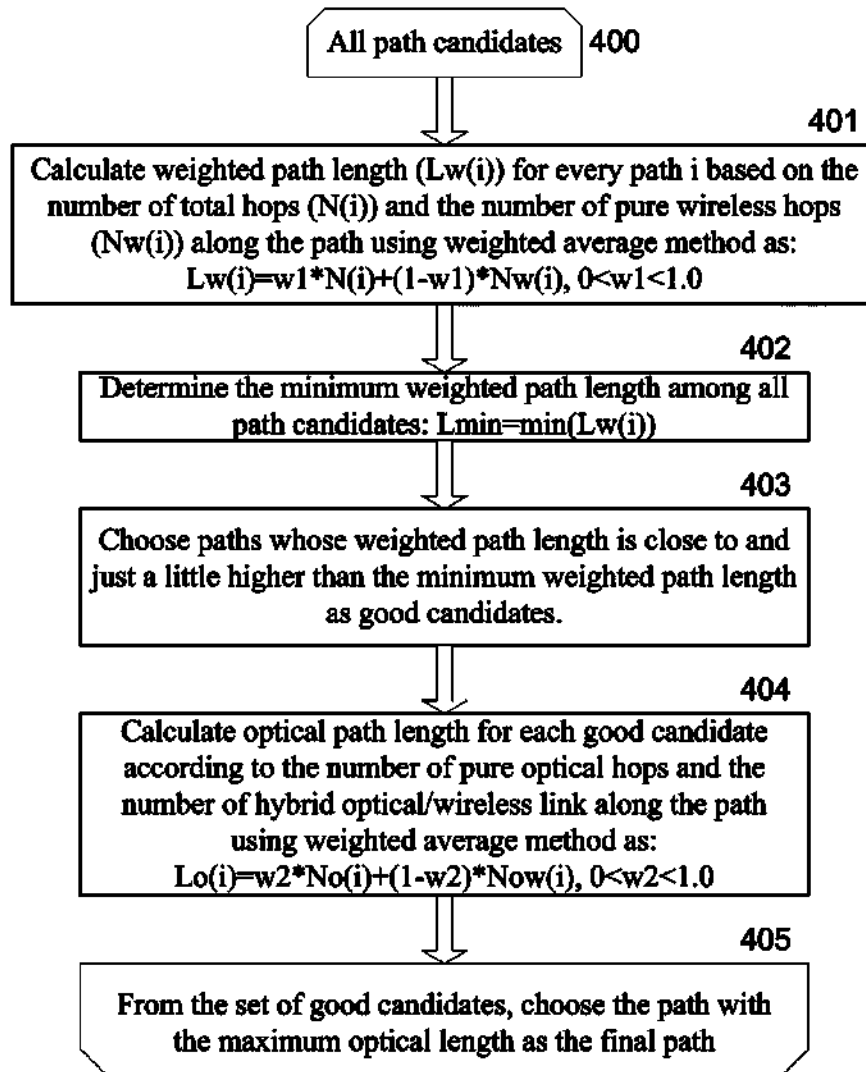 All path candidates
400
401
Calculate weighted path length (Lw(i)) for every path i based on the
number of total hops (N(i)) and the number of pure wireless hops
(Nw(i)) along the path using weighted average method as:
Lw(i)=w1*N(i)+(1-w1)*Nw(i), 0<w1<1.0
402
Determine the minimum weighted path length among all
path candidates: Lmin=min(Lw(i))
403
Choose paths whose weighted path length is close to and
just a little higher than the minimum weighted path length
as good candidates.
404
Calculate optical path length for each good candidate
according to the number of pure optical hops and the
number of hybrid optical/wireless link along the path
using weighted average method as:
Lo(i)=w2*No(i)+(1-w2)*Now(i), 0<w2<1.0
405
From the set of good candidates, choose the path with
the maximum optical length as the final path